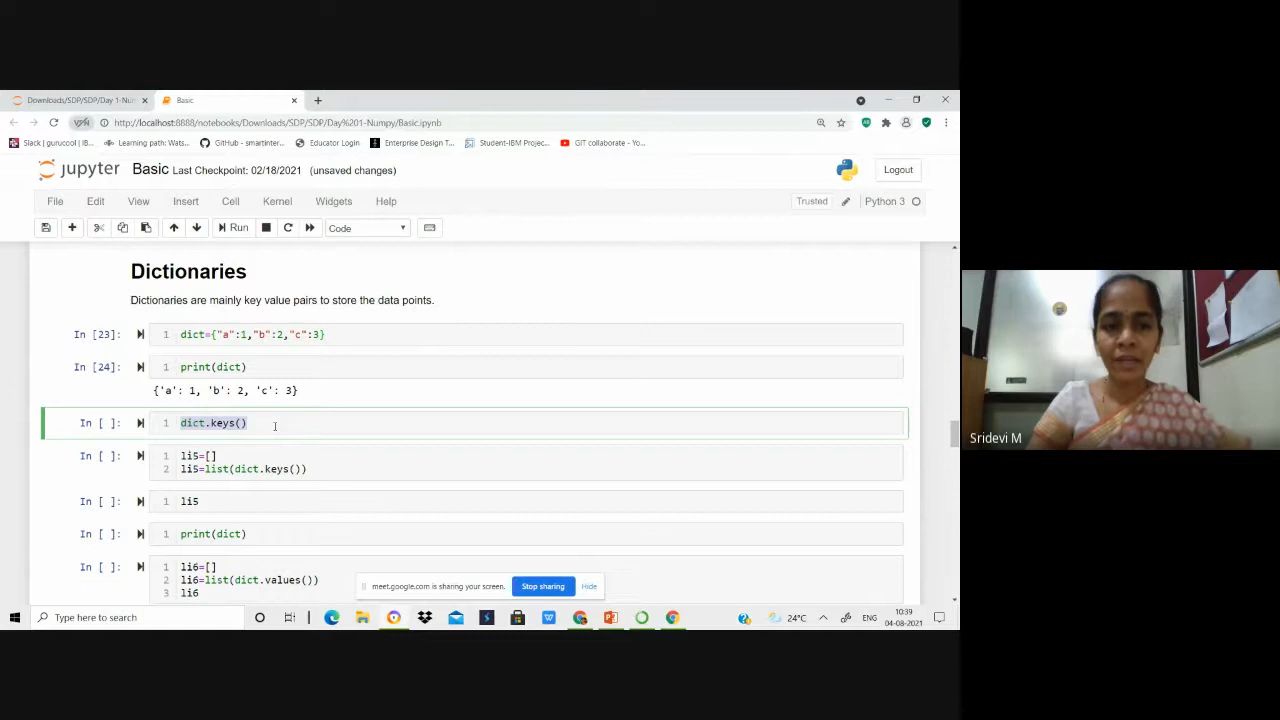 Downloads/SDP/SDP/Day 1-Num
Basic
http://localhost:8888/notebooks/Downloads/SDP/SDP/Day%201-Numpy/Basic.ipynb
Slack | gurucool | IB...
Learning path: Wats...
GitHub - smartinter...
Educator Login
Enterprise Design T...
Student-IBM Projec...
GIT collaborate - Yo...
jupyter Basic Last Checkpoint: 02/18/2021 (unsaved changes)
Logout
File Edit View Insert Cell Kernel Widgets Help
Trusted
Python 3
Run
Code
Dictionaries
Dictionaries are mainly key value pairs to store the data points.
In [23]: 1 dict={"a":1,"b":2,"c":3}
In [24]: 1 print(dict)
{'a': 1, 'b': 2, 'c': 3}
In [ ]: 1 dict.keys()
In [ ]: 1 li5=[]
2 li5=list(dict.keys())
In [ ]: 1 li5
In [ ]: 1 print(dict)
In [ ]: 1 li6=[]
2 li6=list(dict.values())
3 li6
meet.google.com is sharing your screen.
Stop sharing
Hide
Type here to search
24°C
ENG
10:39
04-08-2021
Sridevi M